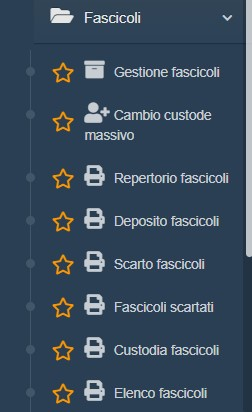 Fascicoli
Gestione fascicoli
Cambio custode
massivo
Repertorio fascicoli
Deposito fascicoli
Scarto fascicoli
Fascicoli scartati
Custodia fascicoli
Elenco fascicoli